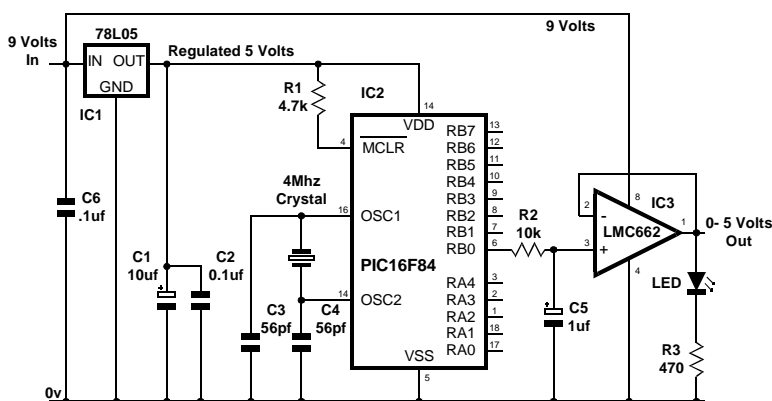 78L05
9 Volts
In
IN OUT
GND
IC1
Regulated 5 Volts
9 Volts
R1
4.7k
IC2
14
VDD
4
MCLR
4Mhz
Crystal
16
OSC1
14
OSC2
PIC16F84
VSS
5
RB7
13
RB6
12
RB5
11
RB4
10
RB3
9
RB2
8
RB1
7
RB0
6
RA4
3
RA3
2
RA2
1
RA1
18
RA0
17
R2
10k
C5
1uf
2
-
3
+
8
IC3
LMC662
1
4
0- 5 Volts
Out
LED
R3
470
C6
.1uf
C1
10uf
+
C2
0.1uf
C3
56pf
C4
56pf
+
0v